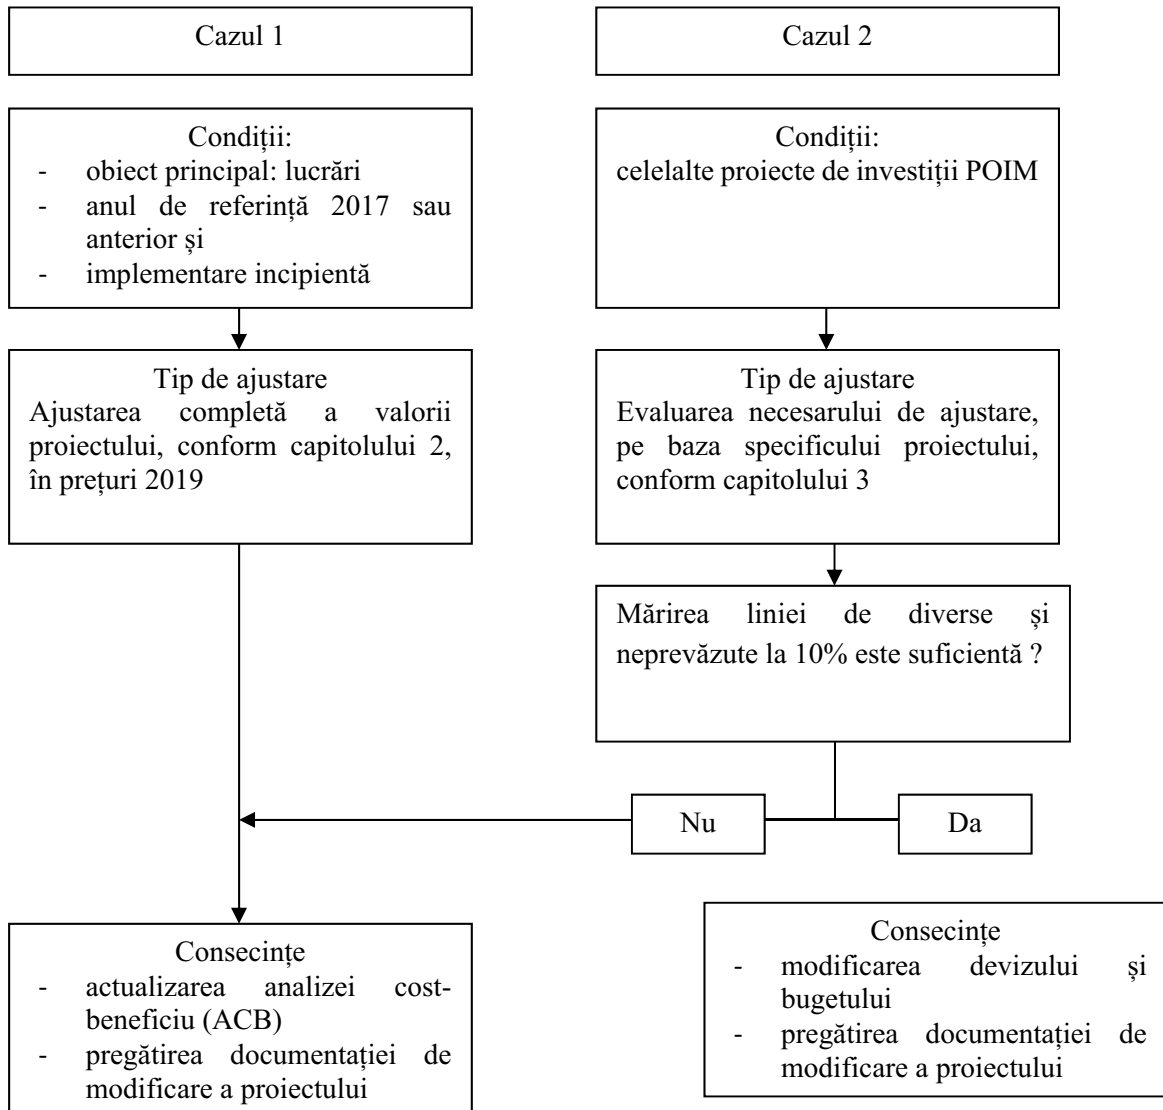 Cazul 1
Cazul 2
Condiții:
- obiect principal: lucrări
- anul de referință 2017 sau
anterior și
- implementare incipientă
Condiții:
celelalte proiecte de investiții POIM
Tip de ajustare
Ajustarea completă a valorii
proiectului, conform capitolului 2,
în prețuri 2019
Tip de ajustare
Evaluarea necesarului de ajustare,
pe baza specificului proiectului,
conform capitolului 3
Mărirea liniei de diverse și
neprevăzute la 10% este suficientă ?
Nu
Da
Consecințe
- actualizarea analizei cost-
beneficiu (ACB)
- pregătirea documentației de
modificare a proiectului
Consecințe
- modificarea devizului și
bugetului
- pregătirea documentației de
modificare a proiectului